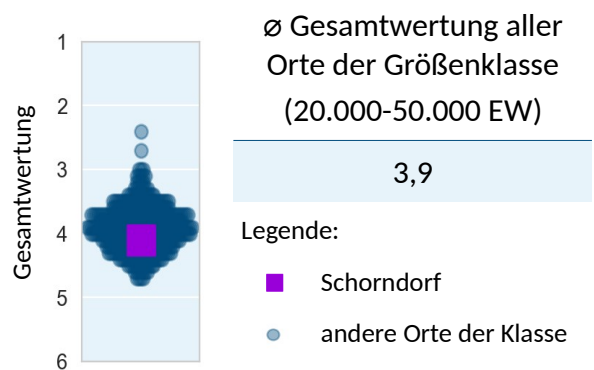 Gesamtwertung
1
2
3
4
5
6
⌀ Gesamtwertung aller
Orte der Größenklasse
(20.000-50.000 EW)
3,9
Legende:
Schorndorf
andere Orte der Klasse